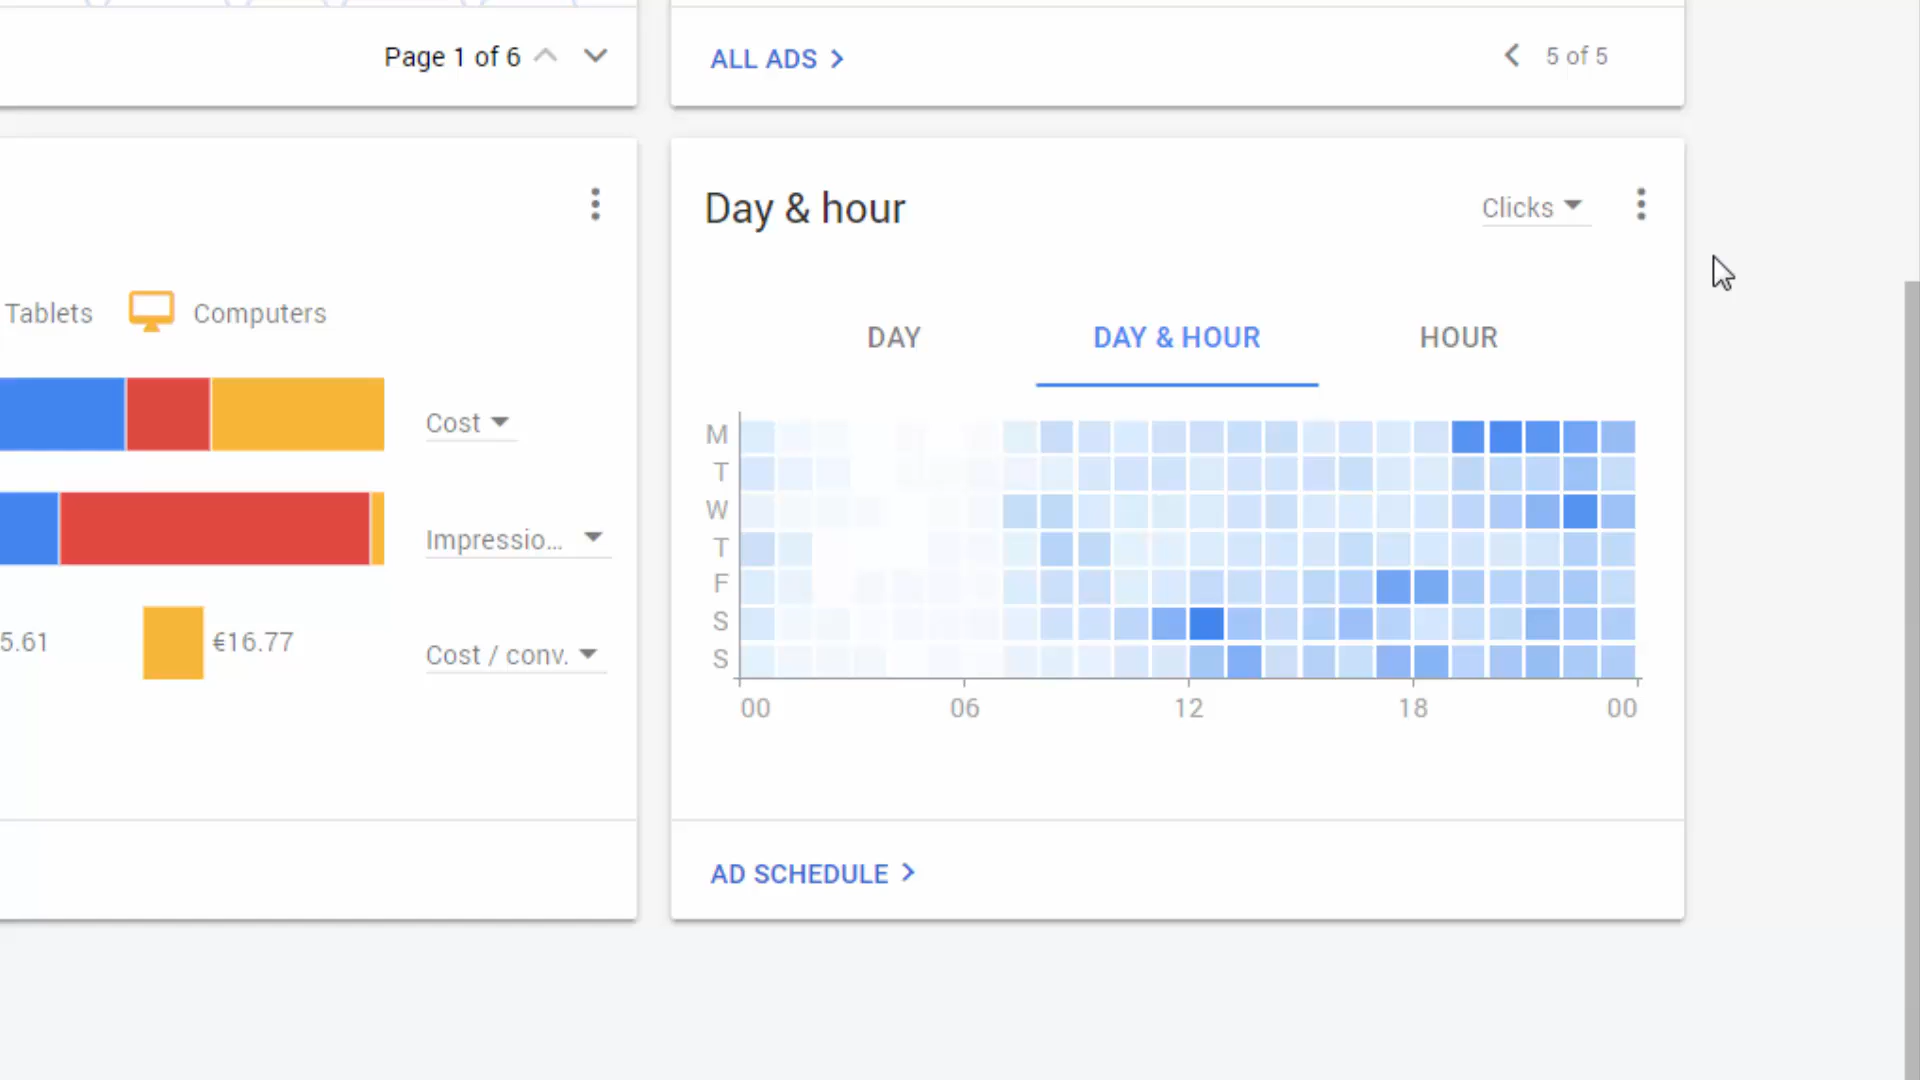 Page 1 of 6
ALL ADS
5 of 5
Day & hour
Clicks
Tablets
Computers
DAY
DAY & HOUR
HOUR
Cost
Impressio...
5.61
€16.77
Cost / conv.
M
T
W
T
F
S
S
00
06
12
18
00
AD SCHEDULE